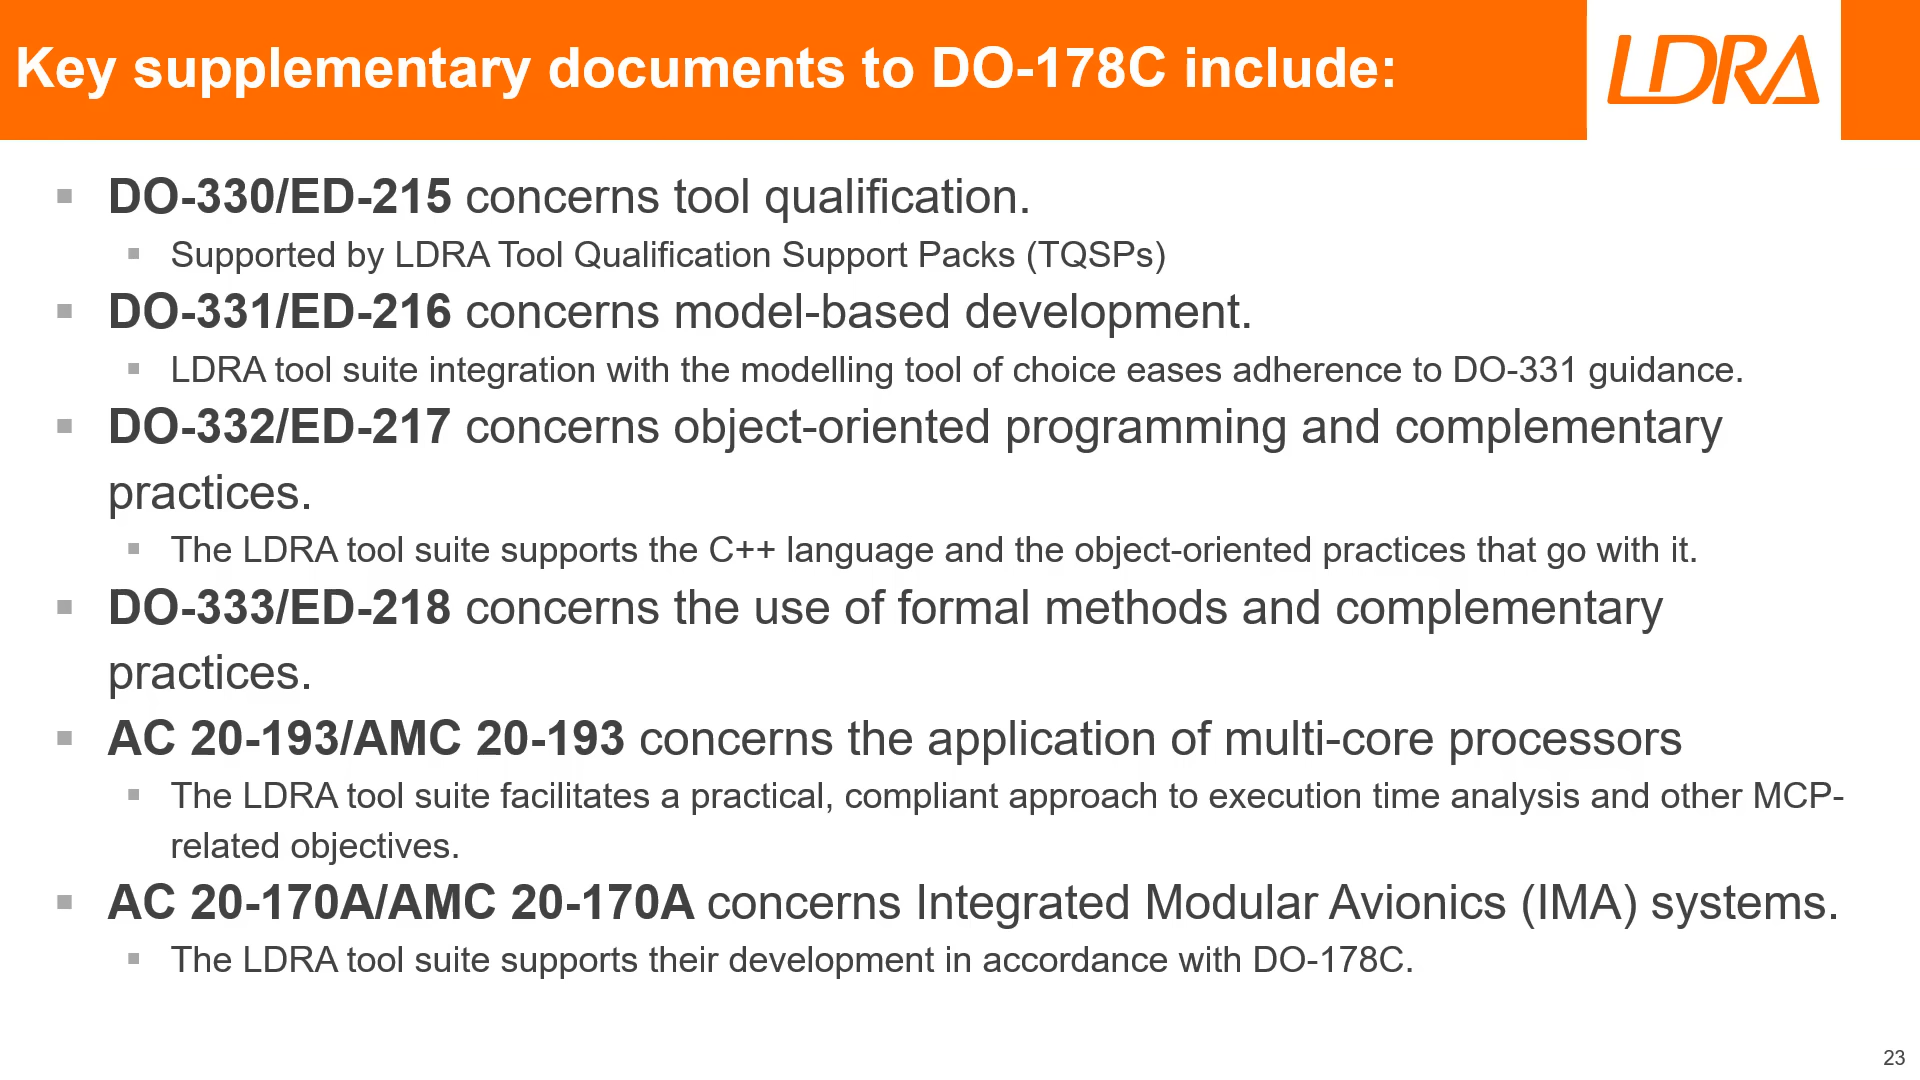 Key supplementary documents to DO-178C include:
LDRA
▪ DO-330/ED-215 concerns tool qualification.
▪ Supported by LDRA Tool Qualification Support Packs (TQSPs)
▪ DO-331/ED-216 concerns model-based development.
▪ LDRA tool suite integration with the modelling tool of choice eases adherence to DO-331 guidance.
▪ DO-332/ED-217 concerns object-oriented programming and complementary
practices.
▪ The LDRA tool suite supports the C++ language and the object-oriented practices that go with it.
▪ DO-333/ED-218 concerns the use of formal methods and complementary
practices.
▪ AC 20-193/AMC 20-193 concerns the application of multi-core processors
▪ The LDRA tool suite facilitates a practical, compliant approach to execution time analysis and other MCP-
related objectives.
▪ AC 20-170A/AMC 20-170A concerns Integrated Modular Avionics (IMA) systems.
▪ The LDRA tool suite supports their development in accordance with DO-178C.
23